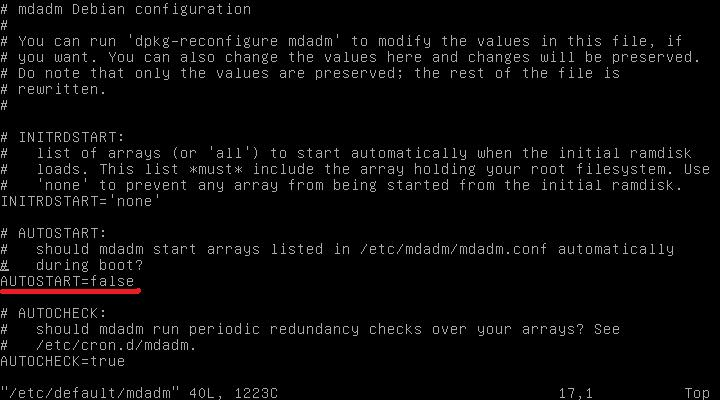 # mdadm Debian configuration
#
# You can run 'dpkg-reconfigure mdadm' to modify the values in this file, if
# you want. You can also change the values here and changes will be preserved.
# Do note that only the values are preserved; the rest of the file is
# rewritten.
#
# INITRDSTART:
#   list of arrays (or 'all') to start automatically when the initial ramdisk
#   loads. This list *must* include the array holding your root filesystem. Use
#   'none' to prevent any array from being started from the initial ramdisk.
INITRDSTART='none'
# AUTOSTART:
#   should mdadm start arrays listed in /etc/mdadm/mdadm.conf automatically
#   during boot?
AUTOSTART=false
# AUTOCHECK:
#   should mdadm run periodic redundancy checks over your arrays? See
#   /etc/cron.d/mdadm.
AUTOCHECK=true
"/etc/default/mdadm" 40L, 1223C 17,1 Top